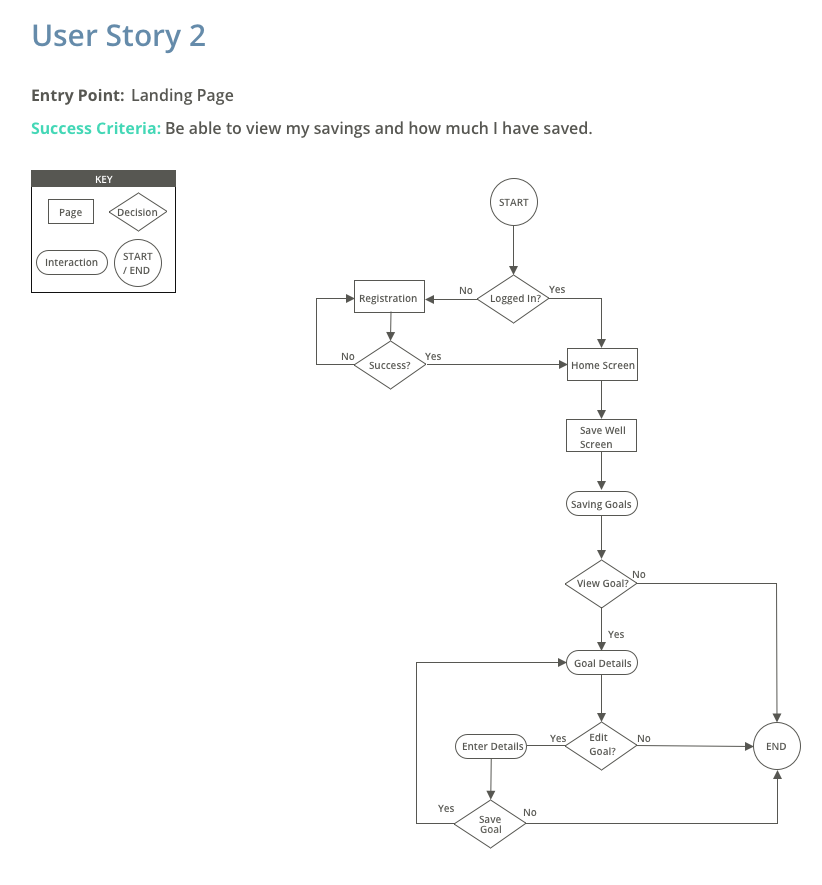 User Story 2
Entry Point: Landing Page
Success Criteria: Be able to view my savings and how much I have saved.
KEY
Page
Decision
Interaction
START
/ END
START
No
Logged In?
Yes
Registration
No
Success?
Yes
Home Screen
Save Well
Screen
Saving Goals
View Goal?
No
Yes
Goal Details
Enter Details
Yes
Edit
Goal?
No
END
Yes
Save
Goal
No